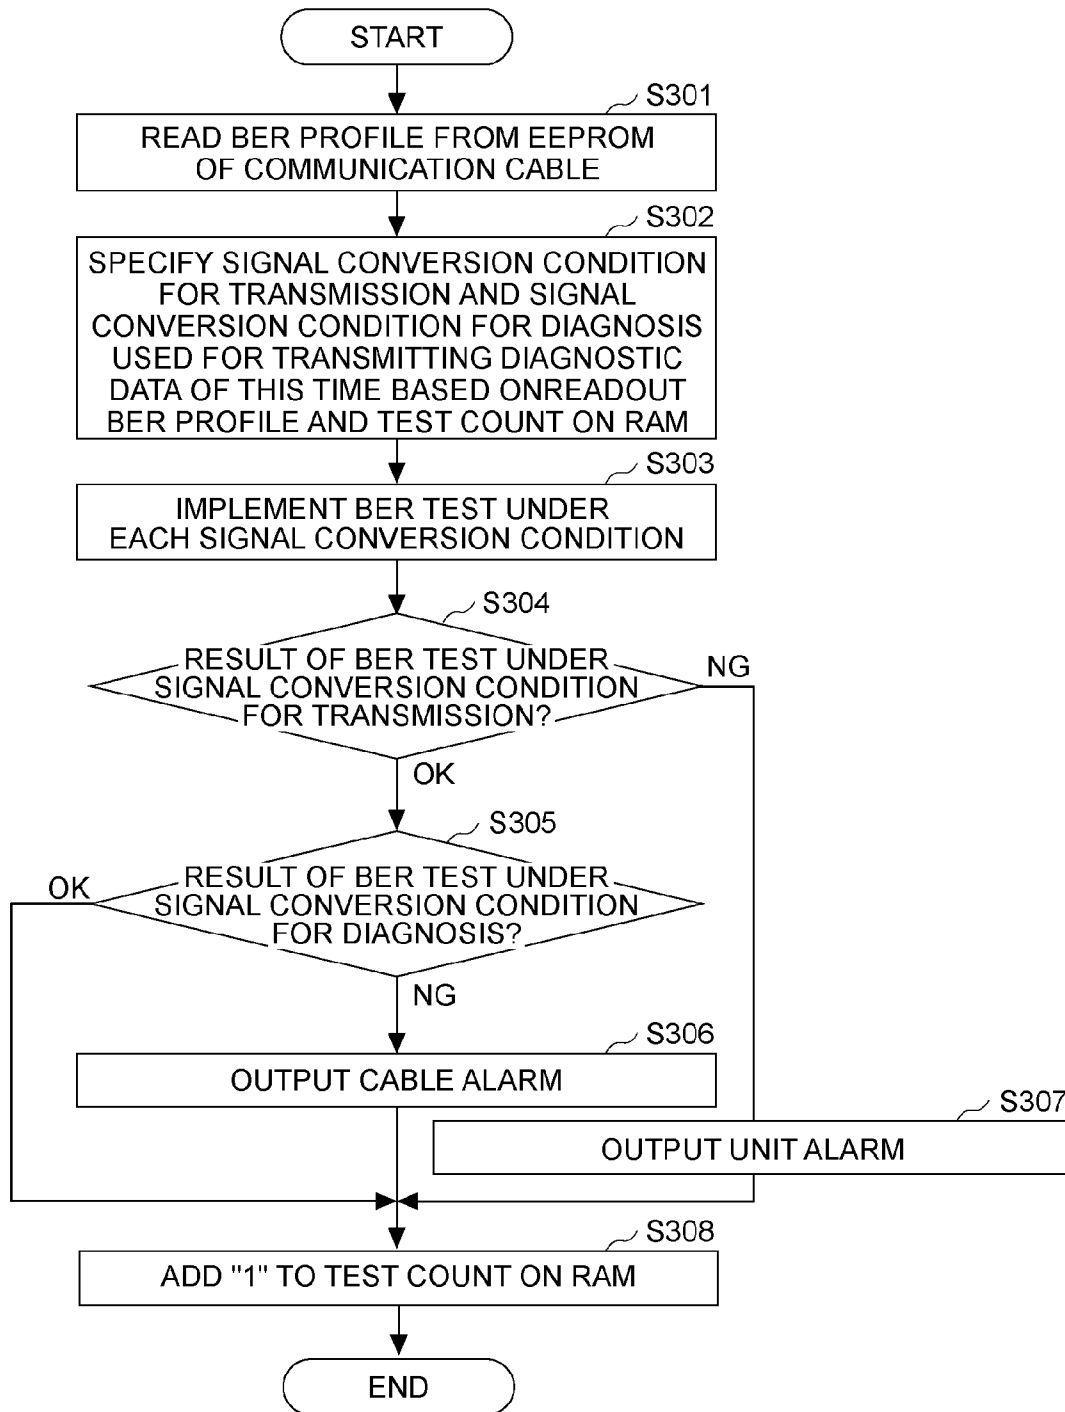 START
S301
READ BER PROFILE FROM EEPROM
OF COMMUNICATION CABLE
S302
SPECIFY SIGNAL CONVERSION CONDITION
FOR TRANSMISSION AND SIGNAL
CONVERSION CONDITION FOR DIAGNOSIS
USED FOR TRANSMITTING DIAGNOSTIC
DATA OF THIS TIME BASED ONREADOUT
BER PROFILE AND TEST COUNT ON RAM
S303
IMPLEMENT BER TEST UNDER
EACH SIGNAL CONVERSION CONDITION
S304
RESULT OF BER TEST UNDER
SIGNAL CONVERSION CONDITION
FOR TRANSMISSION?
NG
OK
S305
RESULT OF BER TEST UNDER
SIGNAL CONVERSION CONDITION
FOR DIAGNOSIS?
OK
NG
S306
OUTPUT CABLE ALARM
S307
OUTPUT UNIT ALARM
S308
ADD "1" TO TEST COUNT ON RAM
END